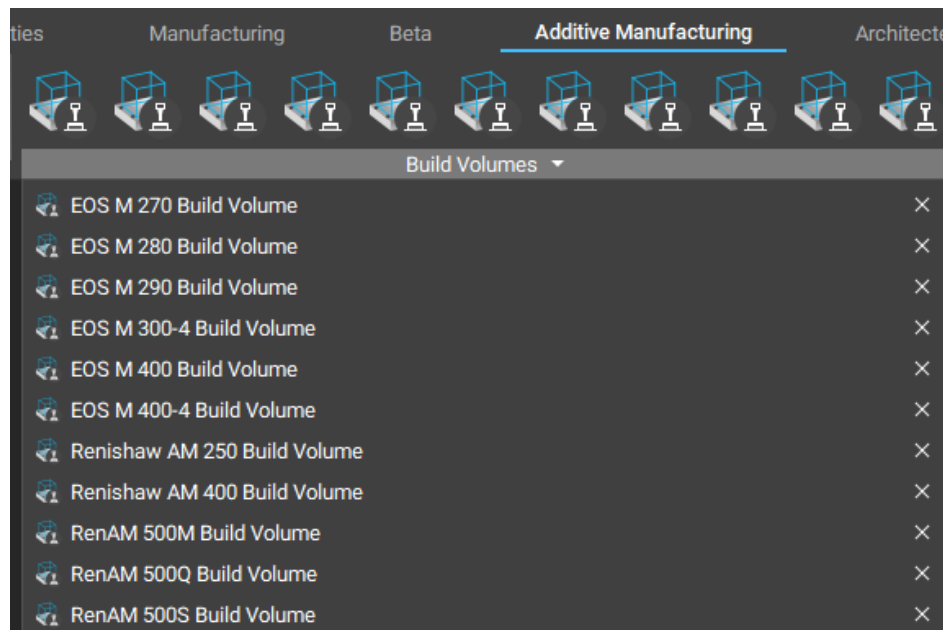 ties Manufacturing Beta Additive Manufacturing Architecte
Build Volumes
EOS M 270 Build Volume
EOS M 280 Build Volume
EOS M 290 Build Volume
EOS M 300-4 Build Volume
EOS M 400 Build Volume
EOS M 400-4 Build Volume
Renishaw AM 250 Build Volume
Renishaw AM 400 Build Volume
RenAM 500M Build Volume
RenAM 500Q Build Volume
RenAM 500S Build Volume